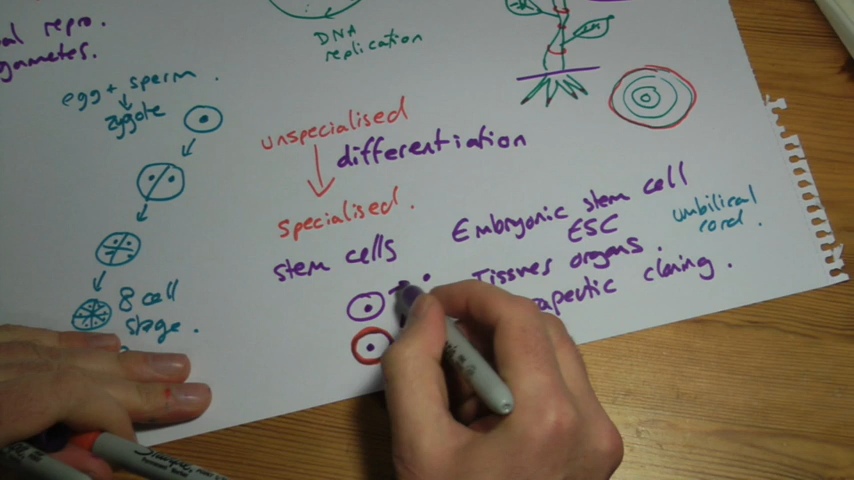 repro.
gametes.
egg + sperm
zygote
8 cell
stage.
DNA
replication
unspecialised
differentiation
specialised.
stem cells
Embryonic stem cell
ESC
Tissues organs.
cloning.
umbilical
cord.
Sharpie